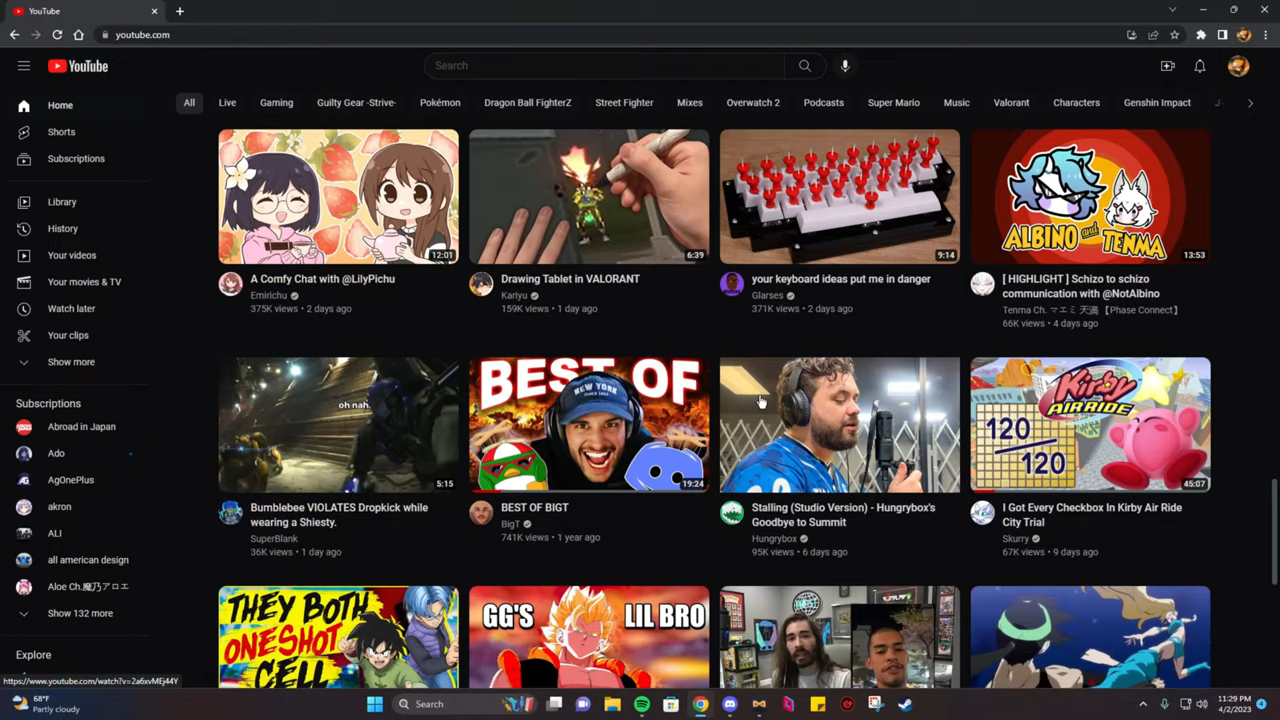 YouTube
youtube.com
YouTube
Search
Home
Shorts
Subscriptions
Library
History
Your videos
Your movies & TV
Watch later
Your clips
Show more
Subscriptions
Abroad in Japan
Ado
AgOnePlus
akron
ALI
all american design
Aloe Ch.魔乃アロエ
Show 132 more
Explore
All Live Gaming Guilty Gear -Strive- Pokémon Dragon Ball FighterZ Street Fighter Mixes Overwatch 2 Podcasts Super Mario Music Valorant Characters Genshin Impact
12:01
A Comfy Chat with @LilyPichu
Emirichu
375K views • 2 days ago
6:39
Drawing Tablet in VALORANT
Kariyu
159K views • 1 day ago
9:14
your keyboard ideas put me in danger
Glarses
371K views • 2 days ago
ALBINO and TENMA
13:53
[ HIGHLIGHT ] Schizo to schizo
communication with @NotAlbino
Tenma Ch. マエミ 天満 【Phase Connect】
66K views • 4 days ago
oh nah.
5:15
Bumblebee VIOLATES Dropkick while
wearing a Shiesty.
SuperBlank
36K views • 1 day ago
BEST OF
NEW YORK
19:24
BEST OF BIGT
BigT
741K views • 1 year ago
Stalling (Studio Version) - Hungrybox's
Goodbye to Summit
Hungrybox
95K views • 6 days ago
Kirby
AIR RIDE
120
120
45:07
I Got Every Checkbox In Kirby Air Ride
City Trial
Skurry
67K views • 9 days ago
THEY BOTH
ONESHOT
CELL
GG'S LIL BRO
https://www.youtube.com/watch?v=2a6xvMEj44Y
68°F
Partly cloudy
Search
11:29 PM
4/2/2023